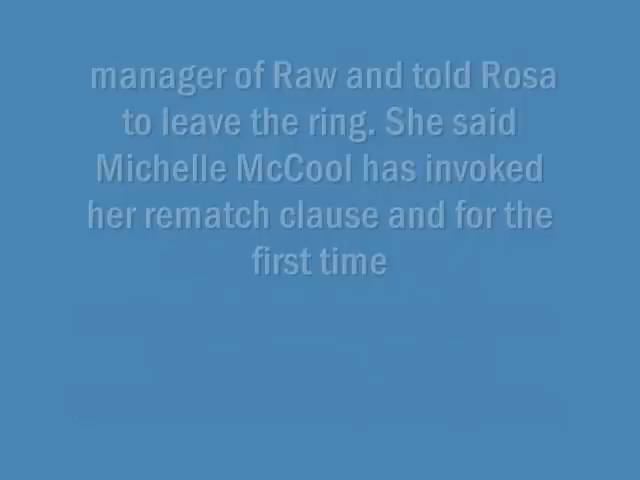 manager of Raw and told Rosa
to leave the ring. She said
Michelle McCool has invoked
her rematch clause and for the
first time